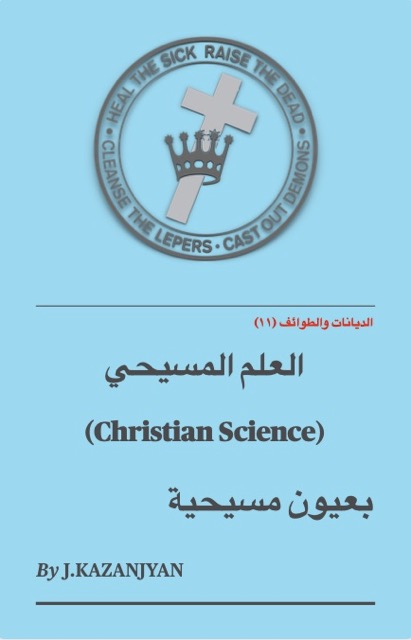 HEAL THE SICK · RAISE THE DEAD · CAST OUT DEMONS · CLEANSE THE LEPERS ·
الديانات والطوائف (١١)
العلم المسيحي
(Christian Science)
بعيون مسيحية
By J.KAZANJYAN